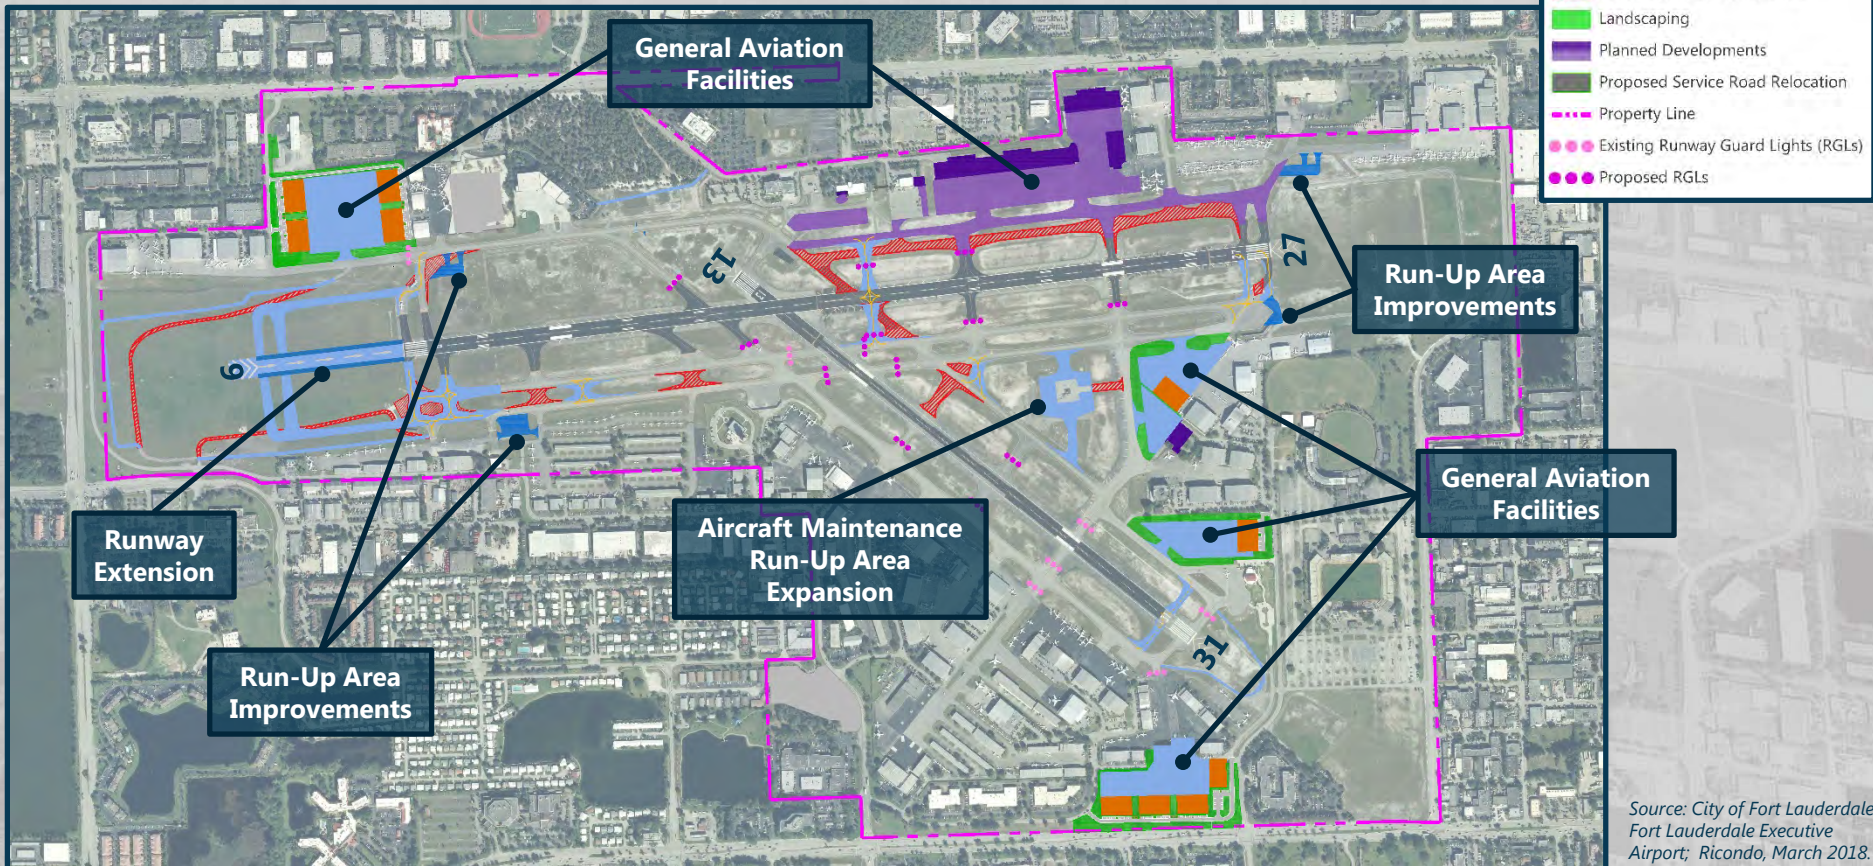 General Aviation
Facilities
Landscaping
Planned Developments
Proposed Service Road Relocation
Property Line
Existing Runway Guard Lights (RGLs)
Proposed RGLs
13
27
Run-Up Area
Improvements
9
General Aviation
Facilities
Runway
Extension
Aircraft Maintenance
Run-Up Area
Expansion
31
Run-Up Area
Improvements
Source: City of Fort Lauderdale
Fort Lauderdale Executive
Airport; Ricondo, March 2018.